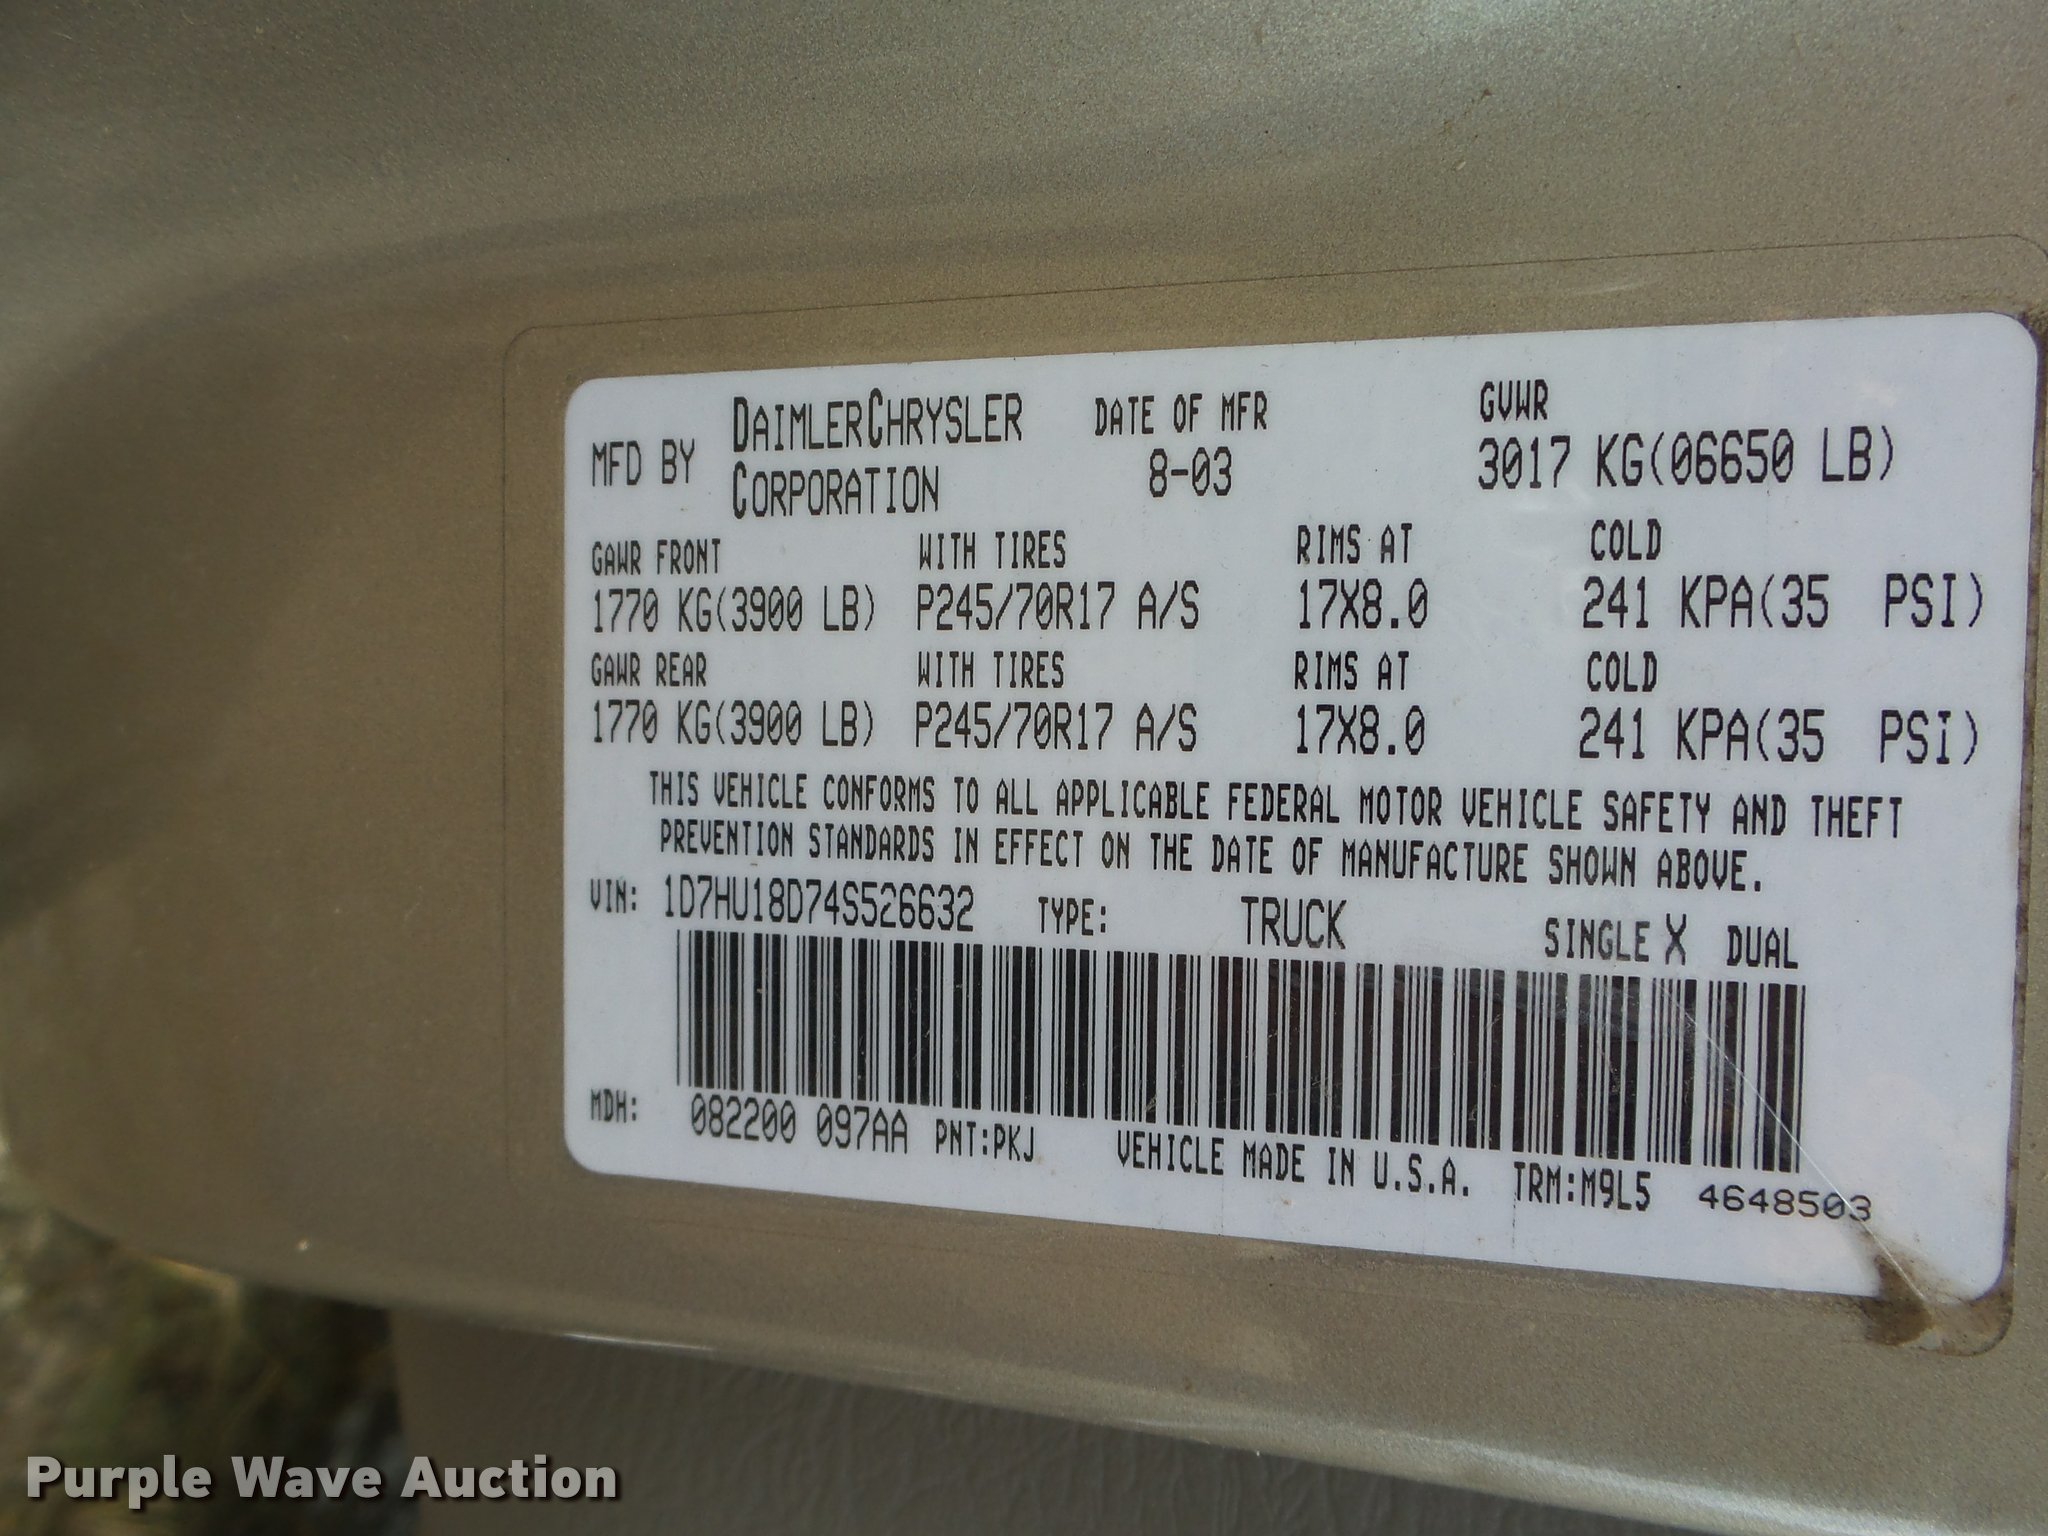 MFD BY DAIMLERCHRYSLER CORPORATION DATE OF MFR 8-03 GVWR 3017 KG(06650 LB)
GAWR FRONT WITH TIRES RIMS AT COLD
1770 KG(3900 LB) P245/70R17 A/S 17X8.0 241 KPA(35 PSI)
GAWR REAR WITH TIRES RIMS AT COLD
1770 KG(3900 LB) P245/70R17 A/S 17X8.0 241 KPA(35 PSI)
THIS VEHICLE CONFORMS TO ALL APPLICABLE FEDERAL MOTOR VEHICLE SAFETY AND THEFT
PREVENTION STANDARDS IN EFFECT ON THE DATE OF MANUFACTURE SHOWN ABOVE.
VIN: 1D7HU18D74S526632 TYPE: TRUCK SINGLE X DUAL
MDH: 082200 097AA PNT:PKJ VEHICLE MADE IN U.S.A. TRM:M9L5 4648503
Purple Wave Auction